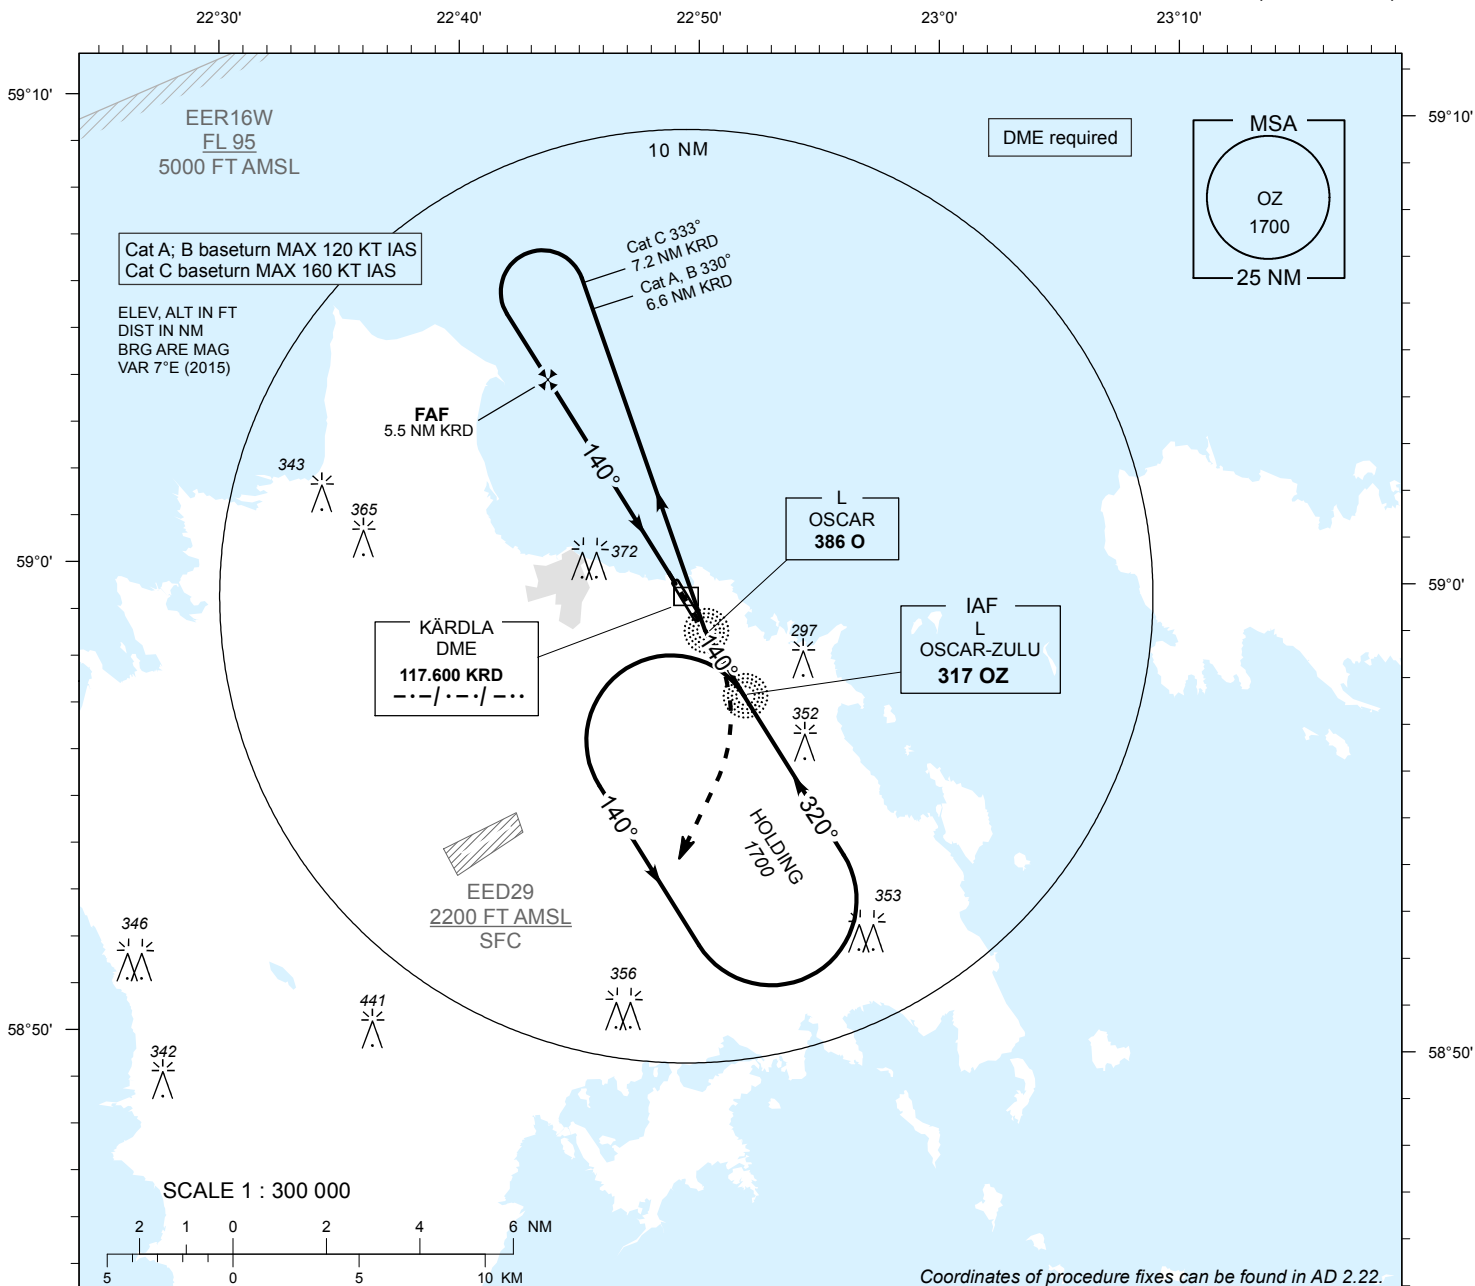 22°30'
22°40'
22°50'
23°0'
23°10'
59°10'
59°10'
EER16W
FL 95
5000 FT AMSL
10 NM
DME required
MSA
OZ
1700
25 NM
Cat A; B baseturn MAX 120 KT IAS
Cat C baseturn MAX 160 KT IAS
Cat C 333°
7.2 NM KRD
Cat A, B 330°
6.6 NM KRD
ELEV, ALT IN FT
DIST IN NM
BRG ARE MAG
VAR 7°E (2015)
FAF
5.5 NM KRD
140°
343
365
372
L
OSCAR
386 O
59°0'
59°0'
IAF
L
OSCAR-ZULU
317 OZ
KÄRDLA
DME
117.600 KRD
297
140°
352
140°
320°
HOLDING
1700
EED29
2200 FT AMSL
SFC
353
346
356
441
342
58°50'
58°50'
SCALE 1 : 300 000
2 1 0 2 4 6 NM
5 0 5 10 KM
Coordinates of procedure fixes can be found in AD 2.22.